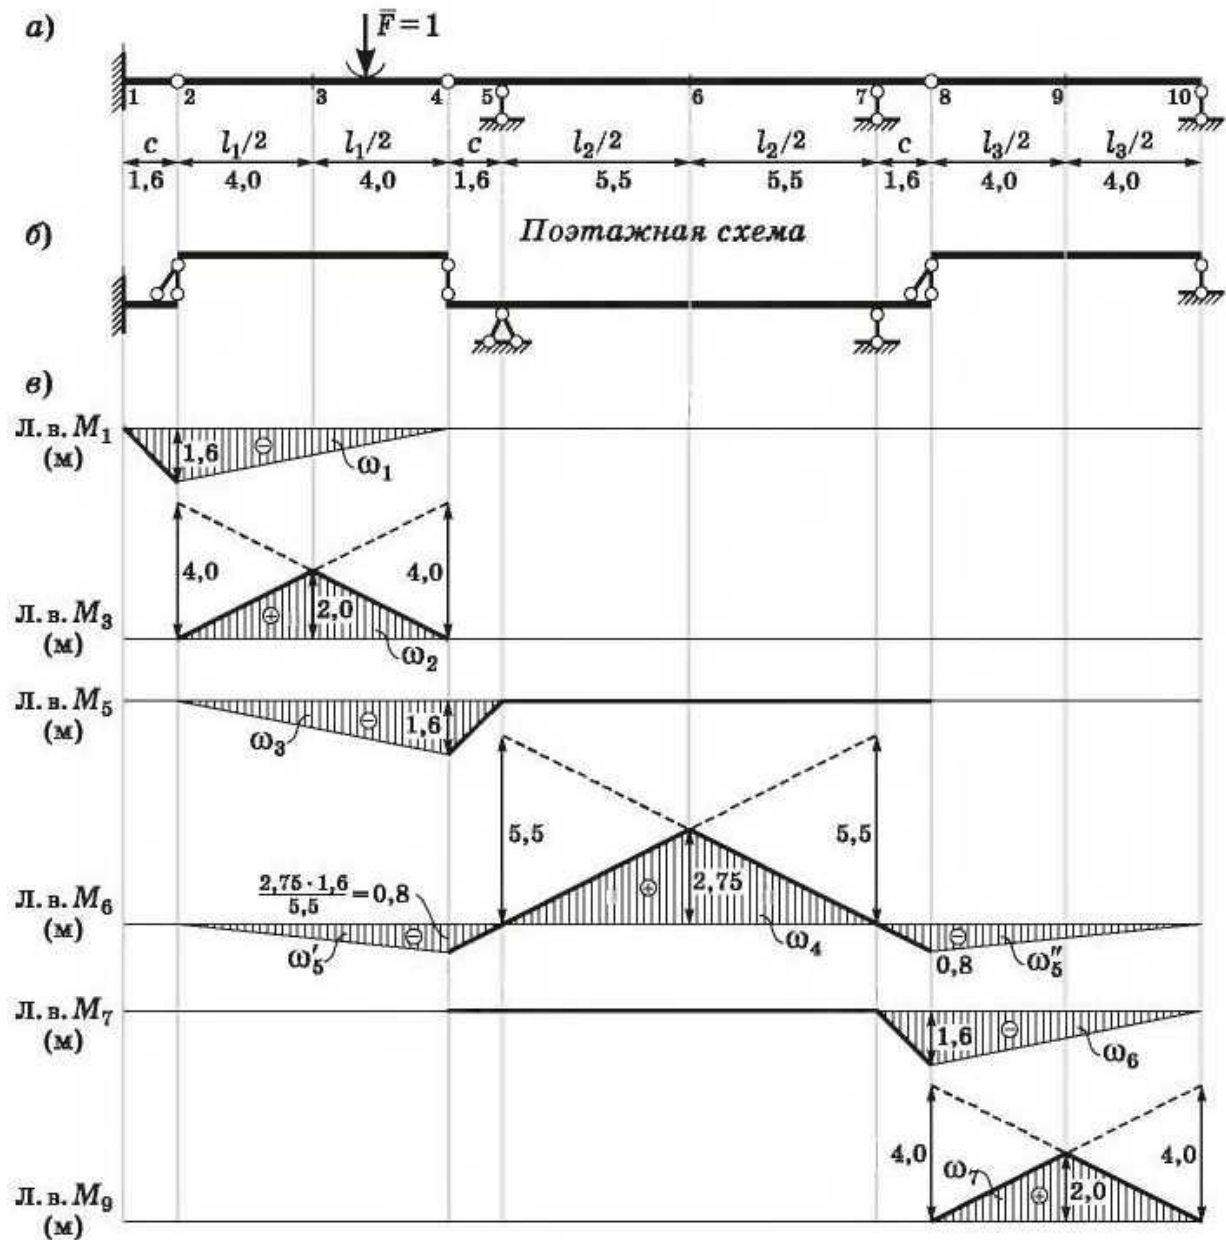 а)
F̅ = 1
1 2 3 4 5 6 7 8 9 10
c l₁/2 l₁/2 c l₂/2 l₂/2 c l₃/2 l₃/2
1,6 4,0 4,0 1,6 5,5 5,5 1,6 4,0 4,0
б) Поэтажная схема
в)
Л. в. M₁
(м)
1,6 ⊖ ω₁
4,0 4,0
Л. в. M₃
(м)
⊕ 2,0 ω₂
Л. в. M₅
(м)
ω₃ ⊖ 1,6
5,5 5,5
2,75 · 1,6
5,5
= 0,8
Л. в. M₆
(м)
ω₅′ ⊖ ⊕ 2,75 ω₄ ⊖ 0,8 ω₅″
Л. в. M₇
(м)
1,6 ⊖ ω₆
4,0 4,0
Л. в. M₉
(м)
ω₇ ⊕ 2,0